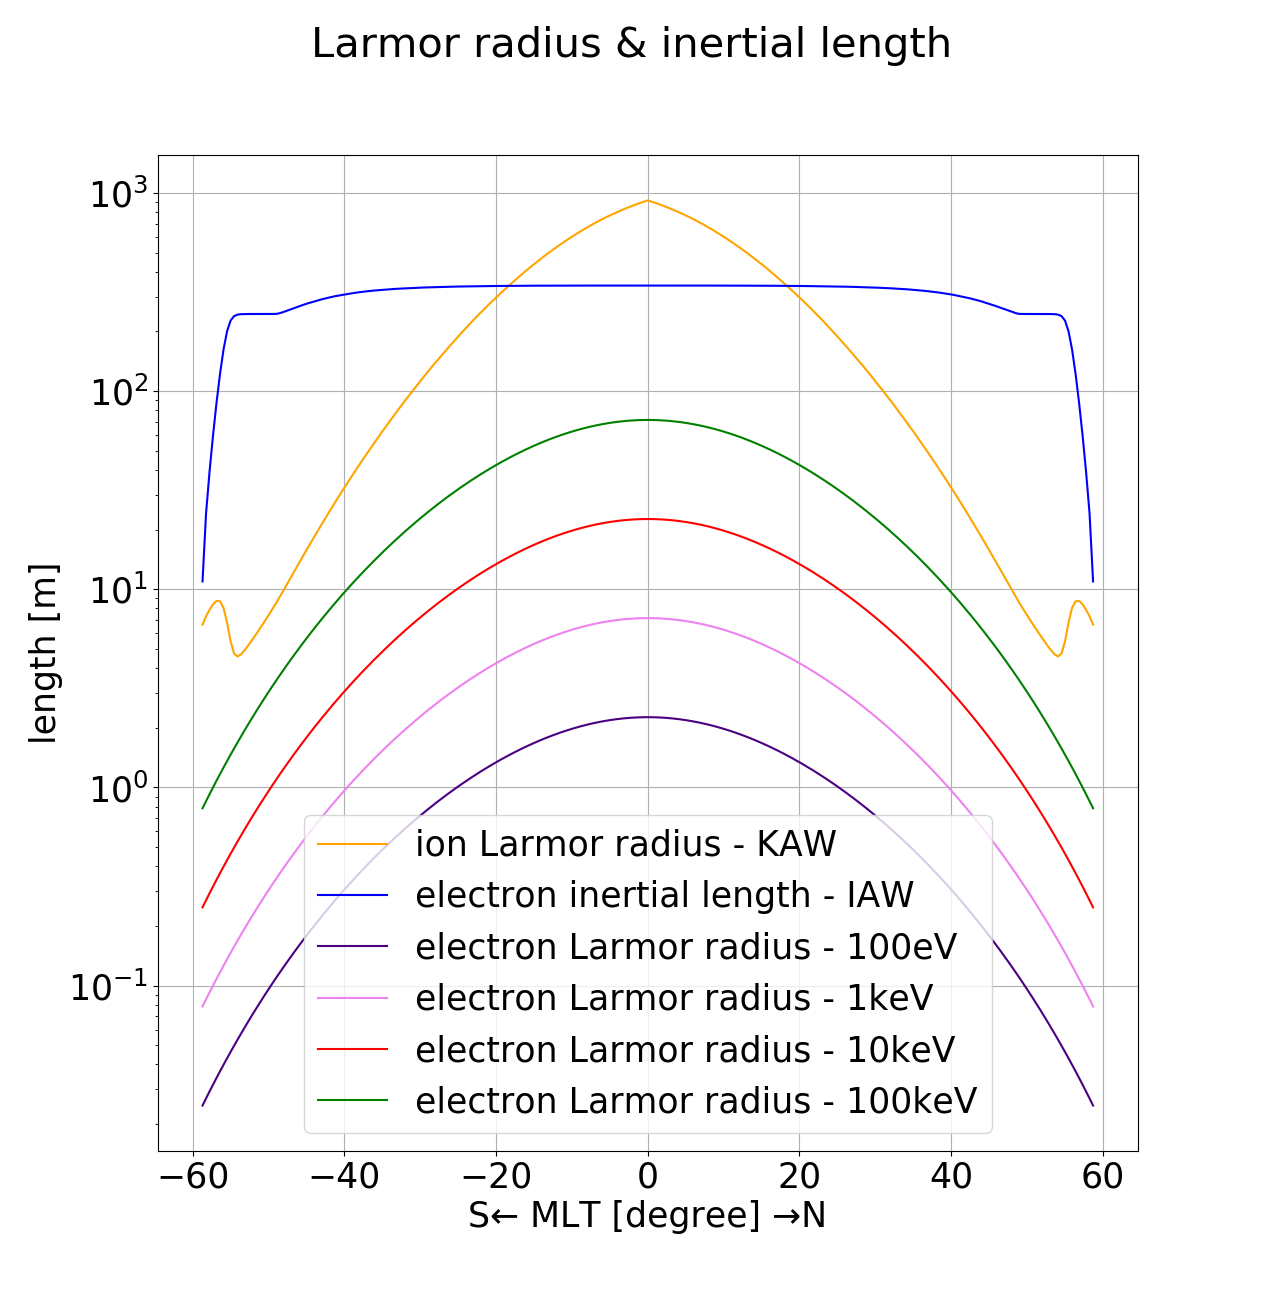 Larmor radius & inertial length
length [m]
10³
10²
10¹
10⁰
10⁻¹
ion Larmor radius - KAW
electron inertial length - IAW
electron Larmor radius - 100eV
electron Larmor radius - 1keV
electron Larmor radius - 10keV
electron Larmor radius - 100keV
−60 −40 −20 0 20 40 60
S← MLT [degree] →N